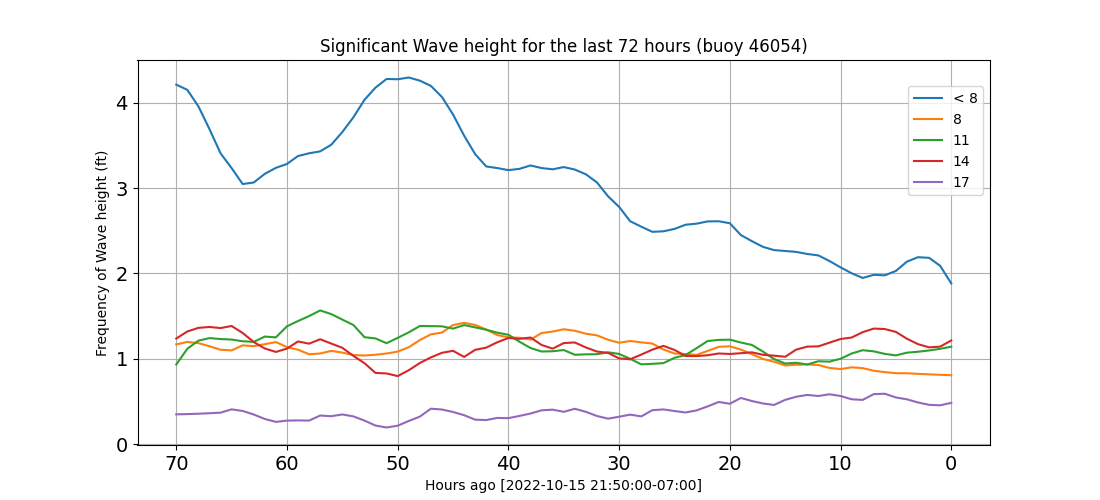 Significant Wave height for the last 72 hours (buoy 46054)
Frequency of Wave height (ft)
4
3
2
1
0
< 8
8
11
14
17
70 60 50 40 30 20 10 0
Hours ago [2022-10-15 21:50:00-07:00]